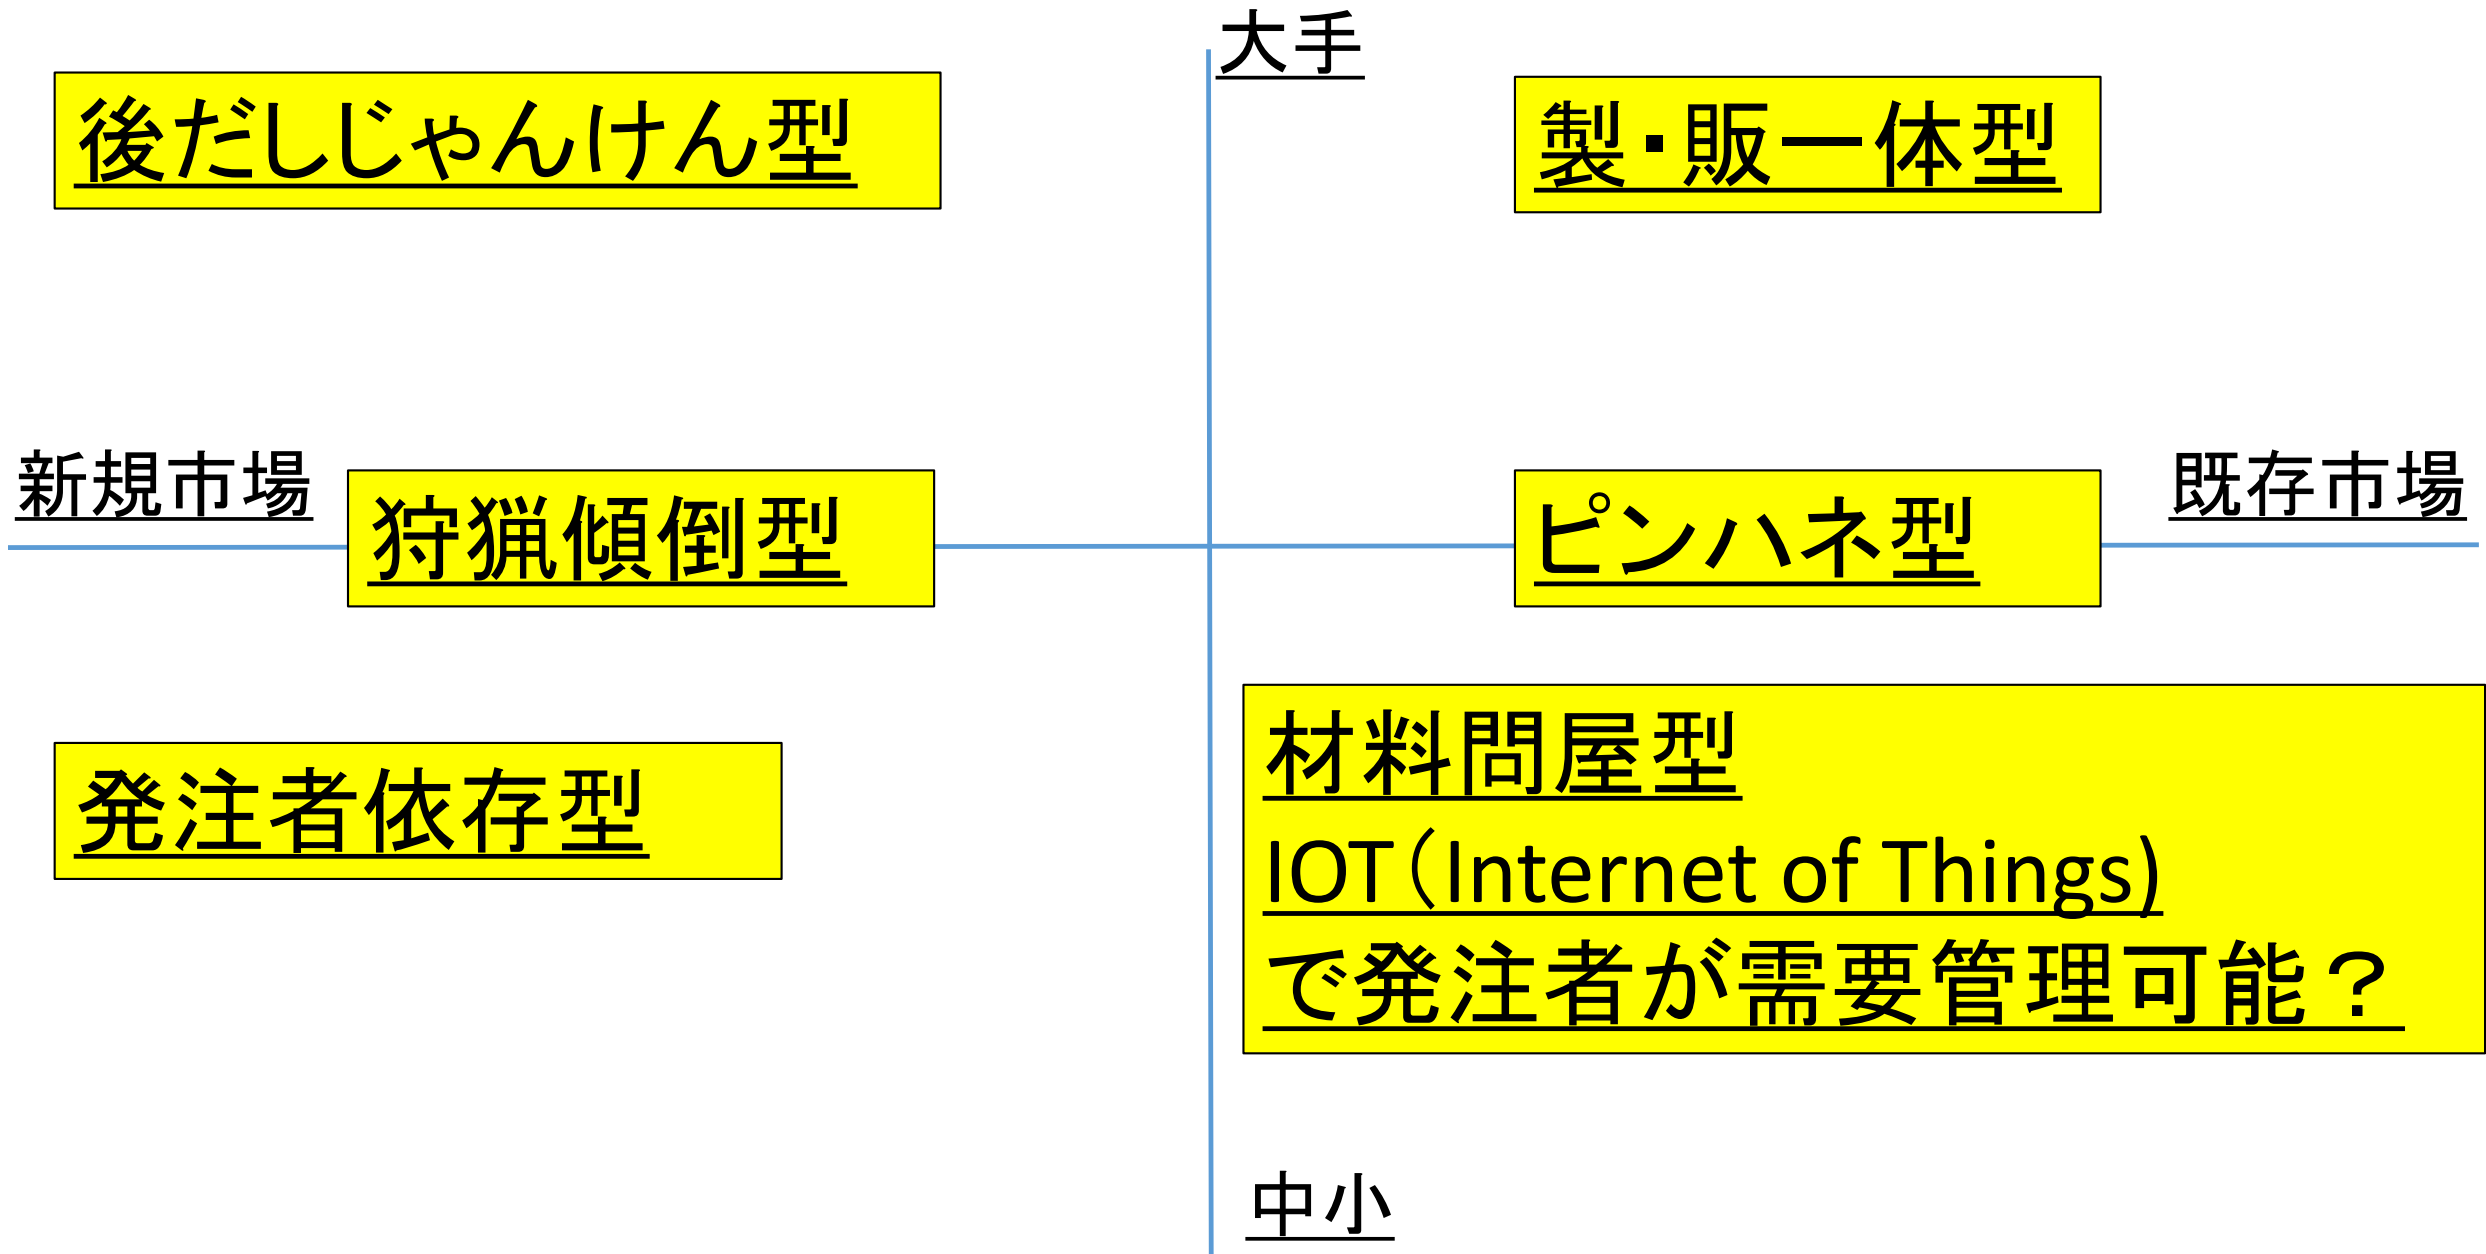 大手
後だしじゃんけん型
製・販一体型
新規市場
狩猟傾倒型
ピンハネ型
既存市場
発注者依存型
材料問屋型
IOT（Internet of Things)
で発注者が需要管理可能？
中小